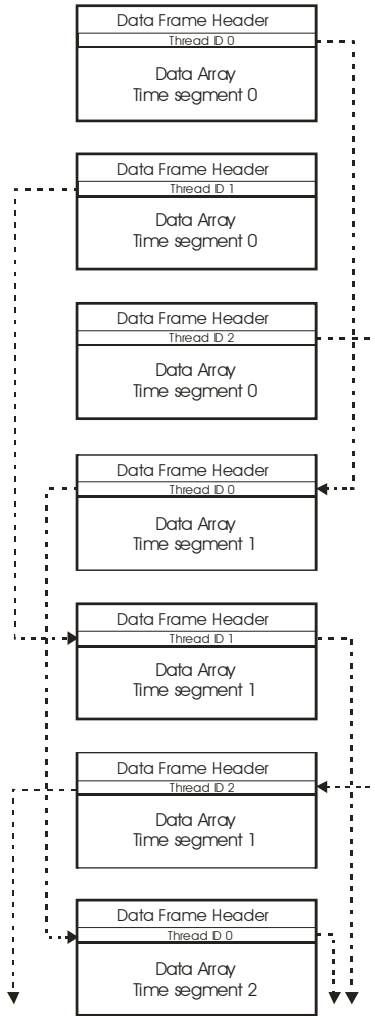 Data Frame Header
Thread ID 0
Data Array
Time segment 0
Data Frame Header
Thread ID 1
Data Array
Time segment 0
Data Frame Header
Thread ID 2
Data Array
Time segment 0
Data Frame Header
Thread ID 0
Data Array
Time segment 1
Data Frame Header
Thread ID 1
Data Array
Time segment 1
Data Frame Header
Thread ID 2
Data Array
Time segment 1
Data Frame Header
Thread ID 0
Data Array
Time segment 2